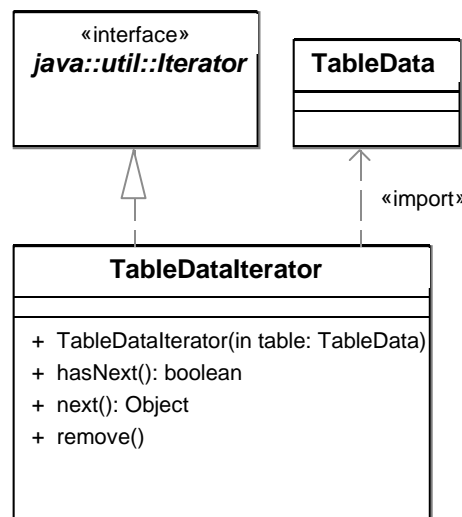 «interface»
java::util::Iterator
TableData
«import»
TableDataIterator
+ TableDataIterator(in table: TableData)
+ hasNext(): boolean
+ next(): Object
+ remove()